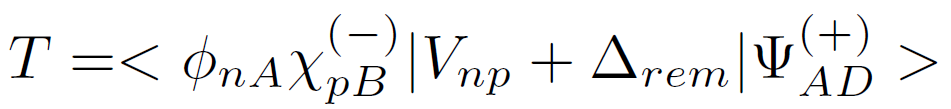 T =< ϕ_{nA}χ_{pB}^{(−)}|V_{np} + Δ_{rem}|Ψ_{AD}^{(+)} >